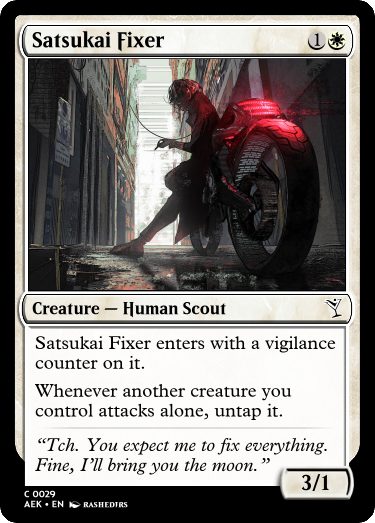 Satsukai Fixer 1
Creature — Human Scout
Satsukai Fixer enters with a vigilance
counter on it.
Whenever another creature you
control attacks alone, untap it.
“Tch. You expect me to fix everything.
Fine, I’ll bring you the moon.”
3/1
C 0029
AEK • EN RASHEDJRS